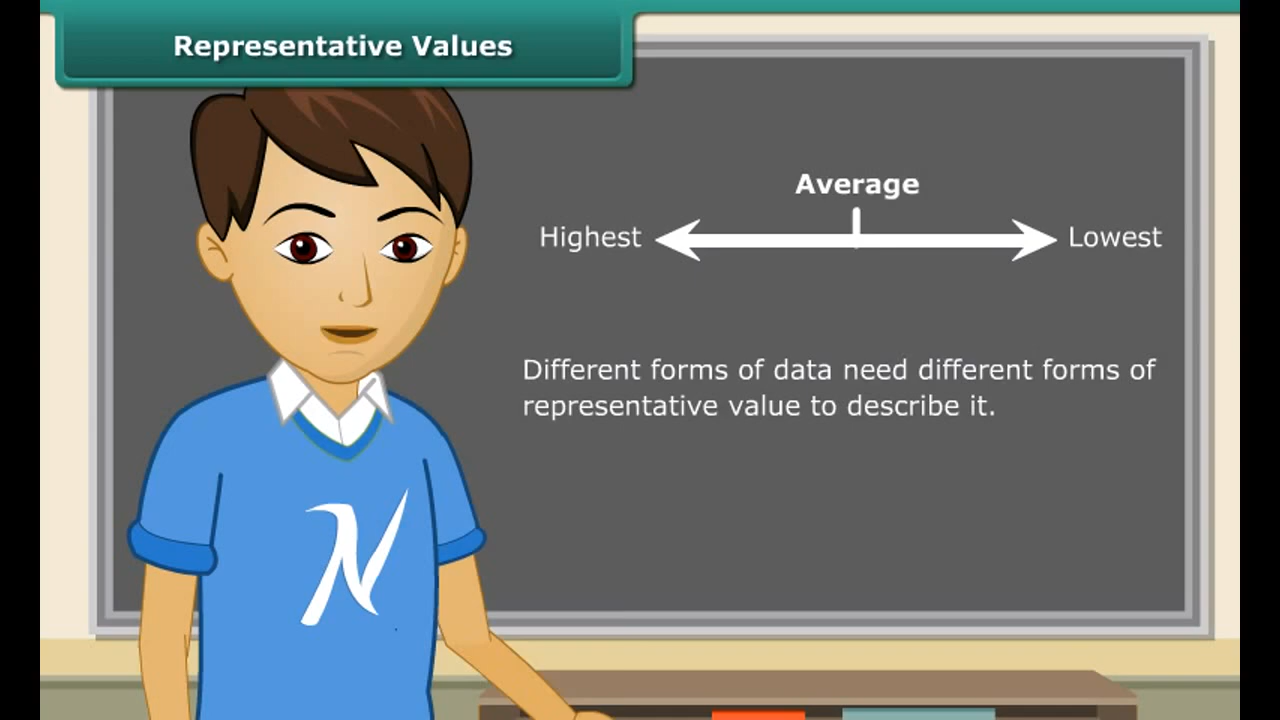 Representative Values
Average
Highest Lowest
Different forms of data need different forms of
representative value to describe it.
N